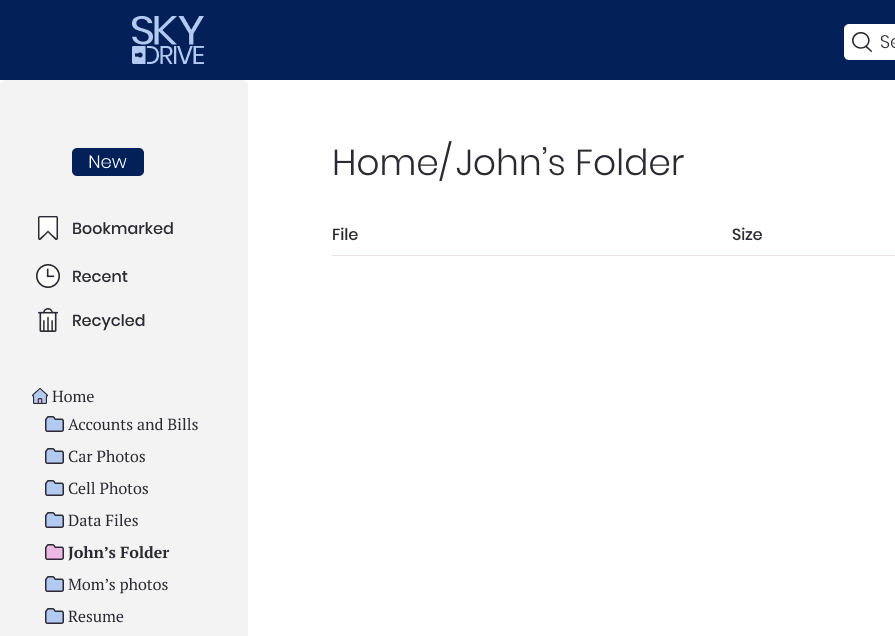 SKY
DRIVE
Se
New
Home/John’s Folder
Bookmarked
File
Size
Recent
Recycled
Home
Accounts and Bills
Car Photos
Cell Photos
Data Files
John’s Folder
Mom’s photos
Resume